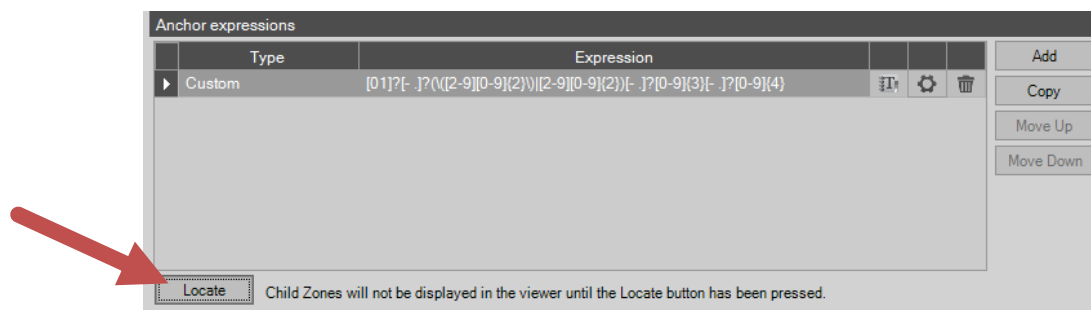 Anchor expressions
Type Expression Add
Custom [01]?[- .]?(\([2-9][0-9]{2}\)|[2-9][0-9]{2})[- .]?[0-9]{3}[- .]?[0-9]{4} Copy
Move Up
Move Down
Locate Child Zones will not be displayed in the viewer until the Locate button has been pressed.